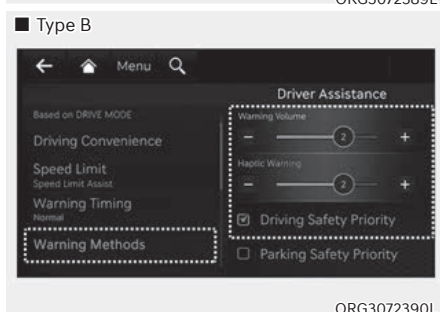 ORG3072389L
■ Type B
Menu
Driver Assistance
Based on DRIVE MODE
Driving Convenience
Speed Limit
Speed Limit Assist
Warning Timing
Normal
Warning Methods
Warning Volume
- 2 +
Haptic Warning
- 2 +
Driving Safety Priority
Parking Safety Priority
ORG3072390L